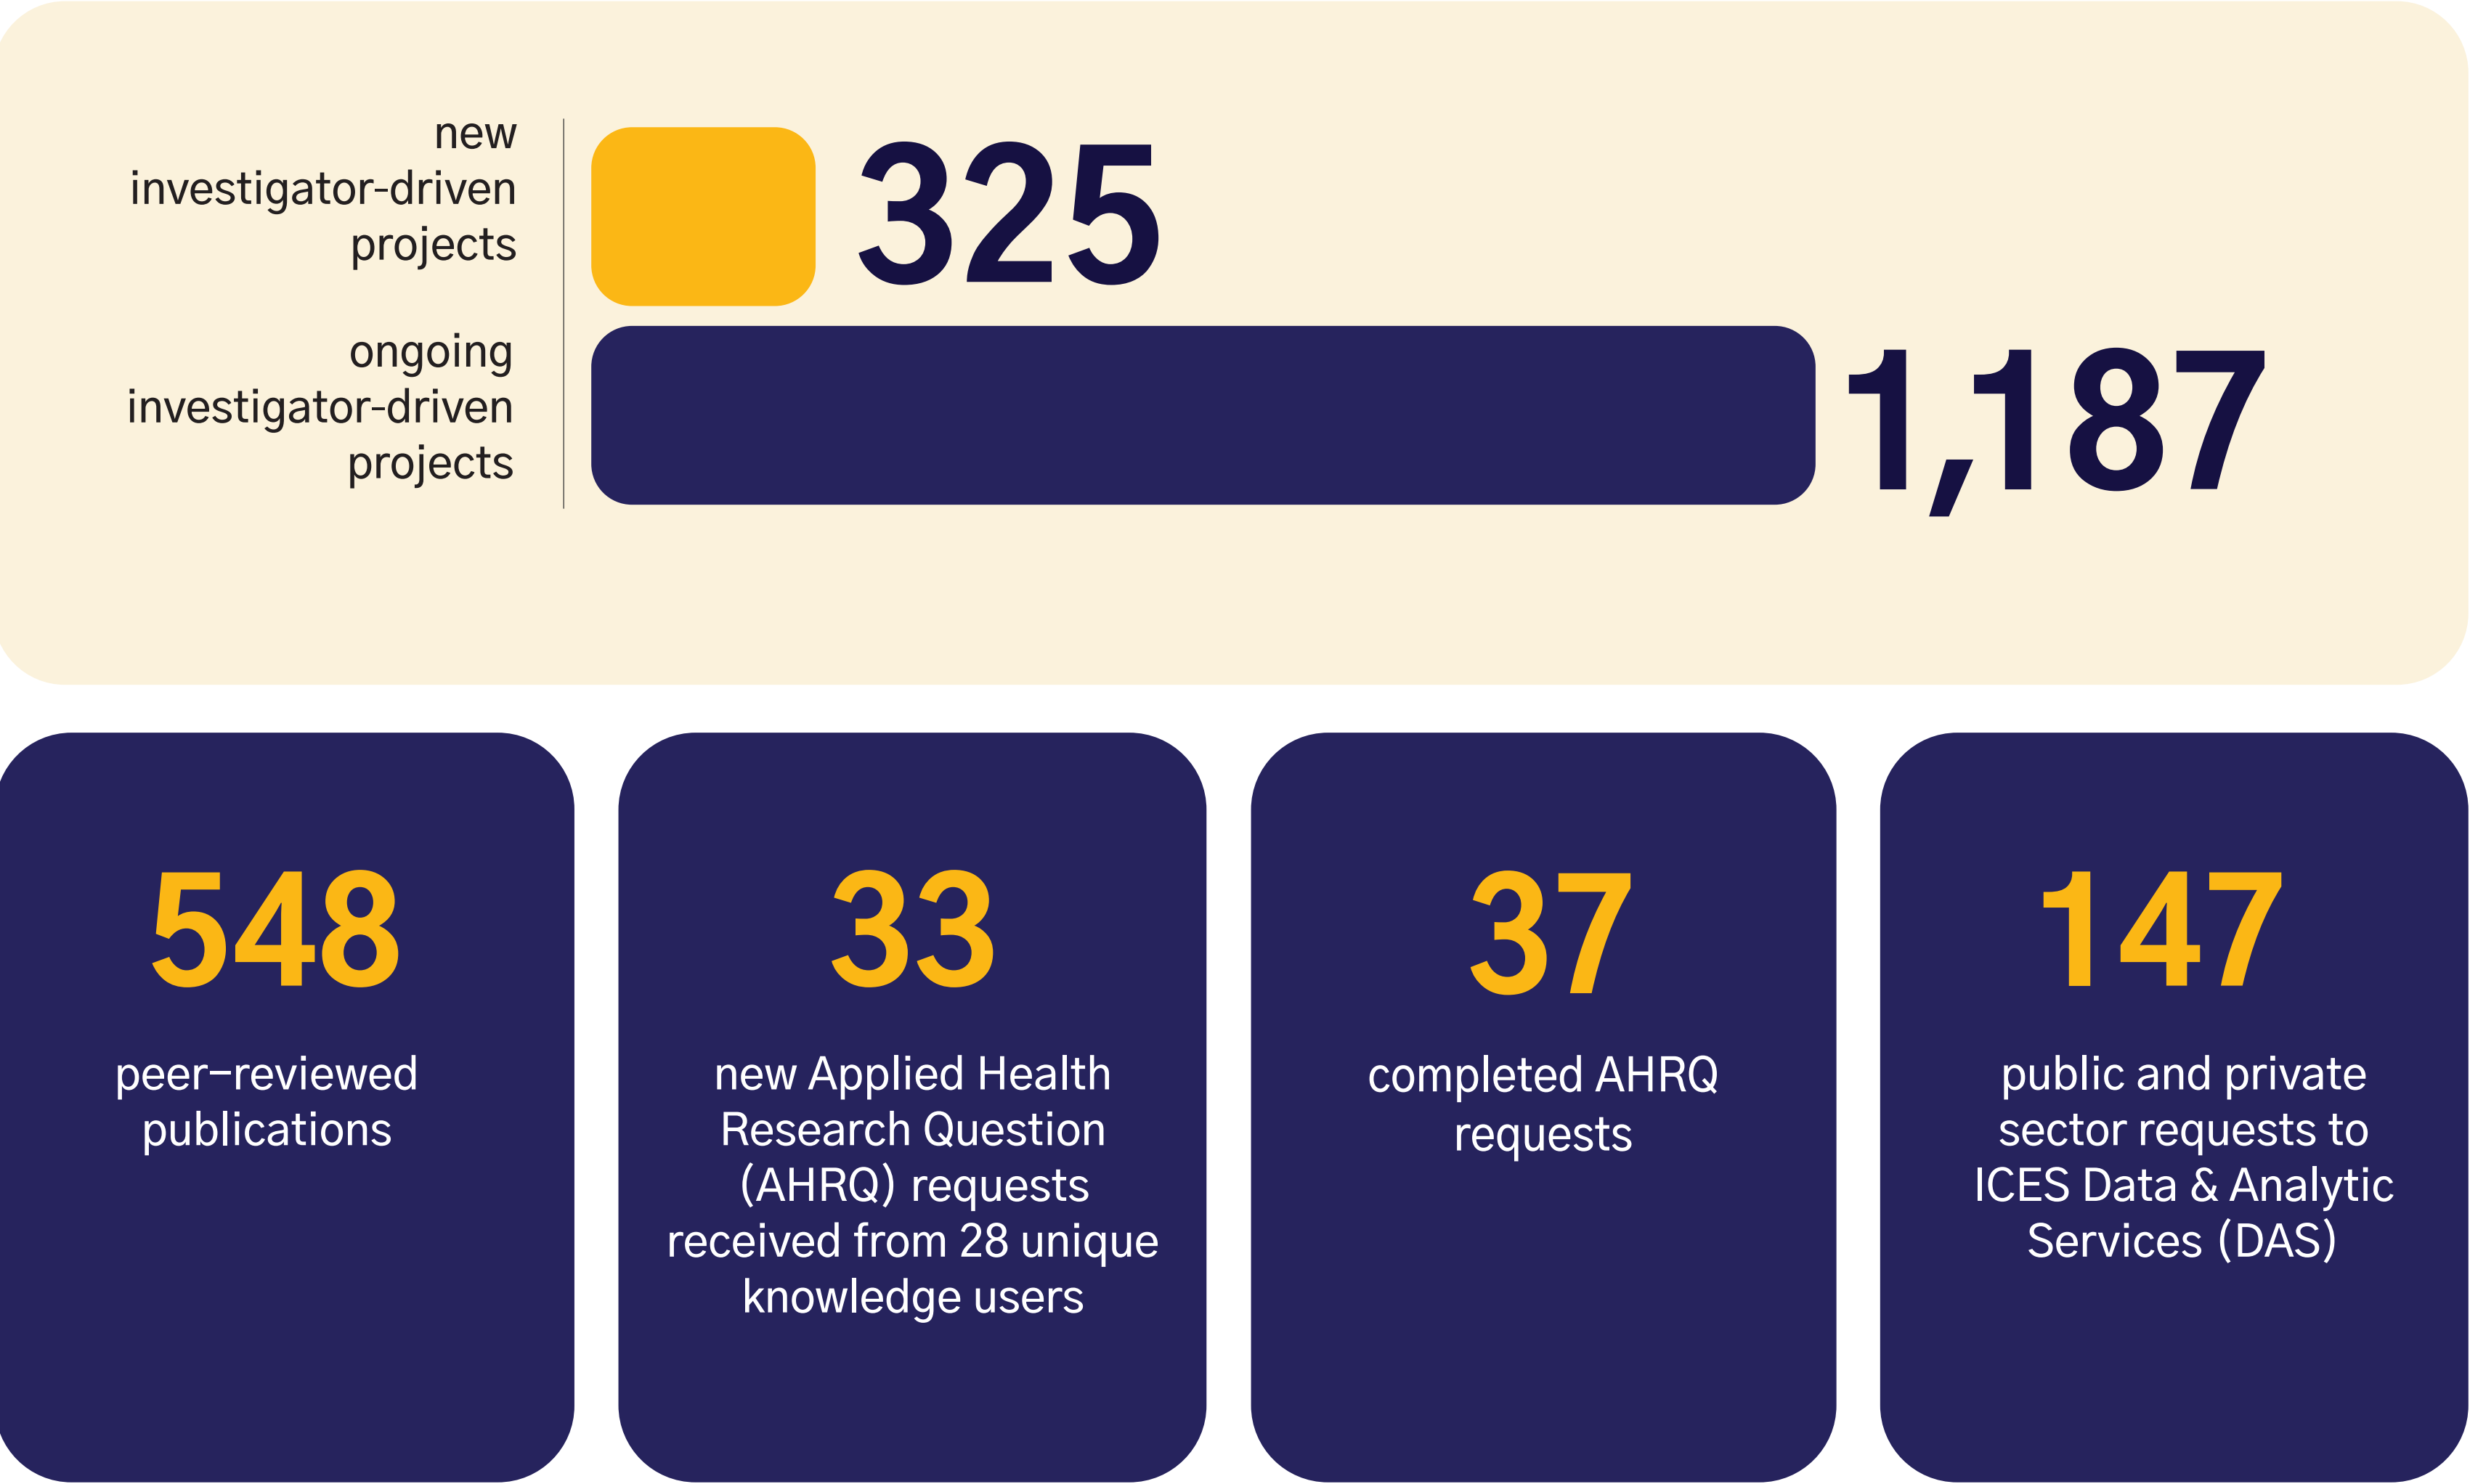 new
investigator-driven
projects
325
ongoing
investigator-driven
projects
1,187
548
peer-reviewed
publications
33
new Applied Health
Research Question
(AHRQ) requests
received from 28 unique
knowledge users
37
completed AHRQ
requests
147
public and private
sector requests to
ICES Data & Analytic
Services (DAS)